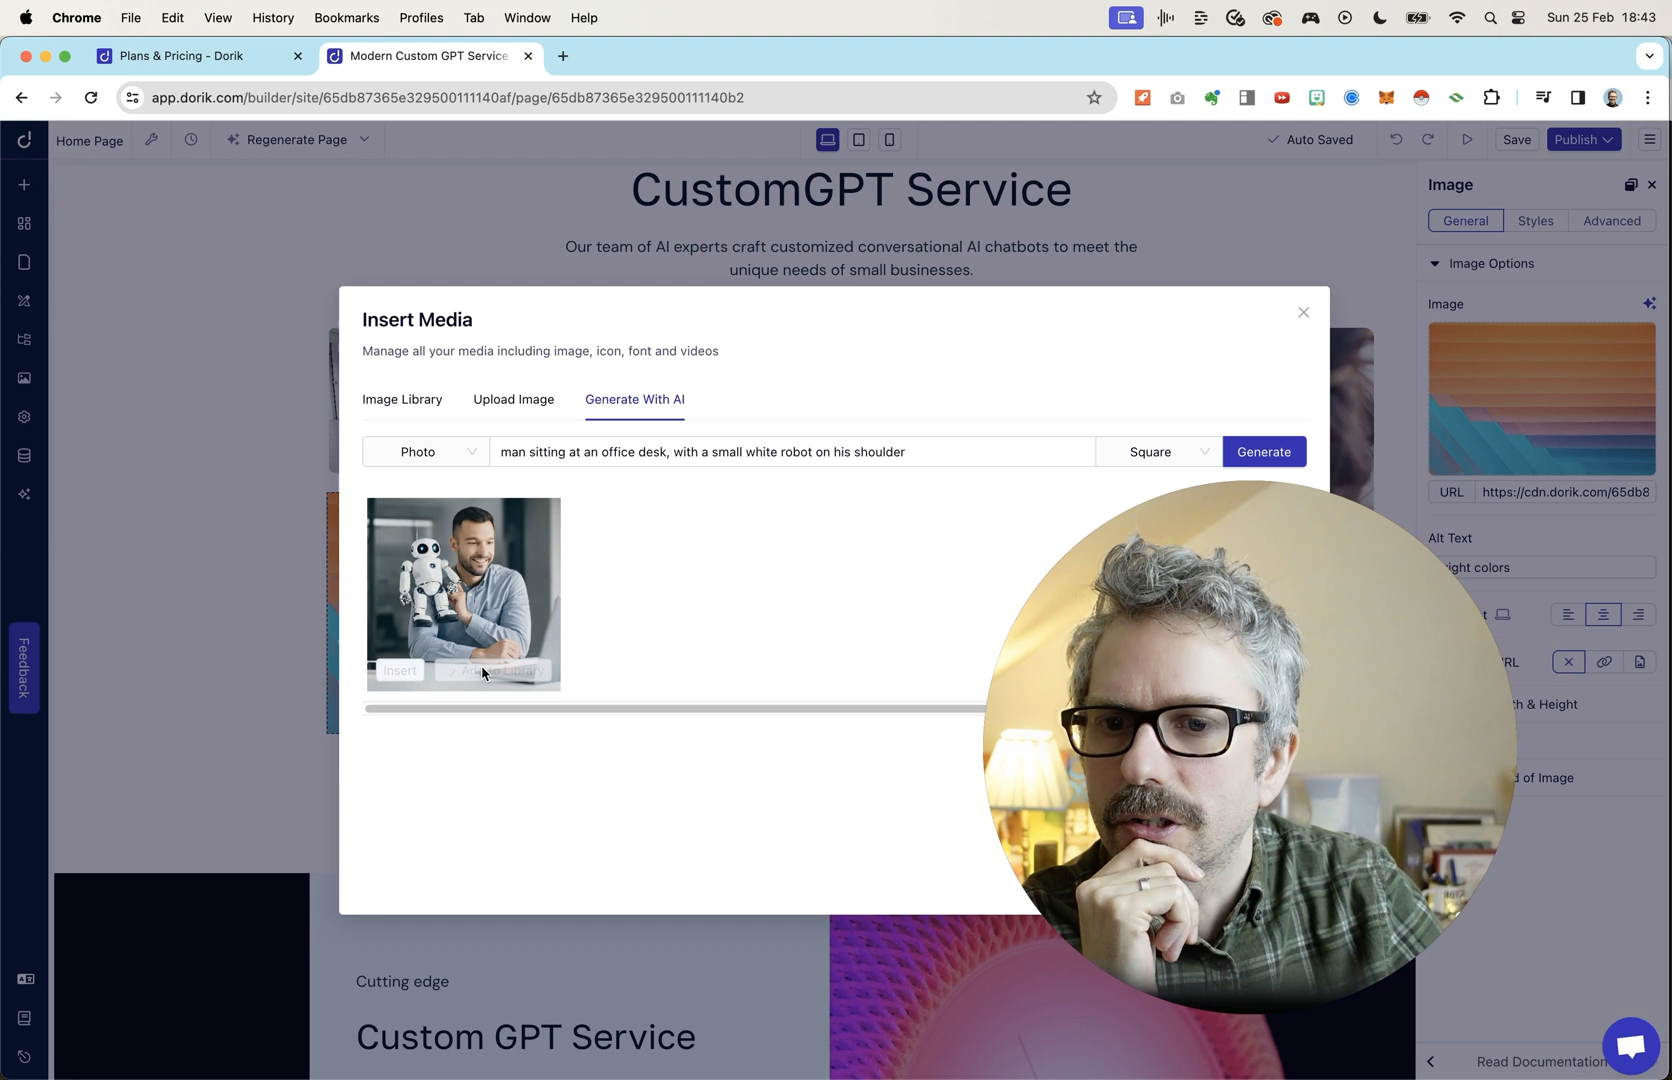 Chrome File Edit View History Bookmarks Profiles Tab Window Help
Sun 25 Feb 18:43
Plans & Pricing - Dorik
Modern Custom GPT Service
app.dorik.com/builder/site/65db87365e329500111140af/page/65db87365e329500111140b2
Home Page
Regenerate Page
Auto Saved
Save
Publish
CustomGPT Service
Our team of AI experts craft customized conversational AI chatbots to meet the
unique needs of small businesses.
Insert Media
Manage all your media including image, icon, font and videos
Image Library
Upload Image
Generate With AI
Photo
man sitting at an office desk, with a small white robot on his shoulder
Square
Generate
Insert
Add to Library
Feedback
Cutting edge
Custom GPT Service
Image
General
Styles
Advanced
Image Options
Image
URL
https://cdn.dorik.com/65db8
Alt Text
ight colors
RL
h & Height
d of Image
Read Documentation